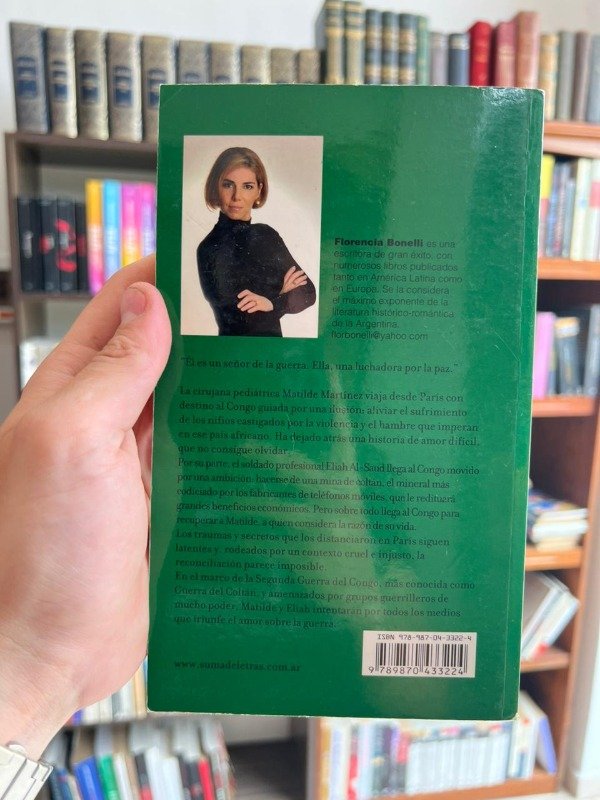 Florencia Bonelli es una
escritora de gran éxito, con
numerosos libros publicados
tanto en América Latina como
en Europa. Se la considera
el máximo exponente de la
literatura histórico-romántica
de la Argentina.
florbonelli@yahoo.com
"Él es un señor de la guerra. Ella, una luchadora por la paz."
La cirujana pediátrica Matilde Martínez viaja desde París con
destino al Congo guiada por una ilusión: aliviar el sufrimiento
de los niños castigados por la violencia y el hambre que imperan
en ese país africano. Ha dejado atrás una historia de amor difícil,
que no consigue olvidar.
Por su parte, el soldado profesional Eliah Al-Saud llega al Congo movido
por una ambición: hacerse de una mina de coltán, el mineral más
codiciado por los fabricantes de teléfonos móviles, que le redituará
grandes beneficios económicos. Pero sobre todo llega al Congo para
recuperar a Matilde, a quien considera la razón de su vida.
Los traumas y secretos que los distanciaron en París siguen
latentes y, rodeados por un contexto cruel e injusto, la
reconciliación parece imposible.
En el marco de la Segunda Guerra del Congo, más conocida como
Guerra del Coltán, y amenazados por grupos guerrilleros de
mucho poder, Matilde y Eliah intentarán por todos los medios
que triunfe el amor sobre la guerra.
ISBN 978-987-04-3322-4
9 789870 433224
www.sumadeletras.com.ar